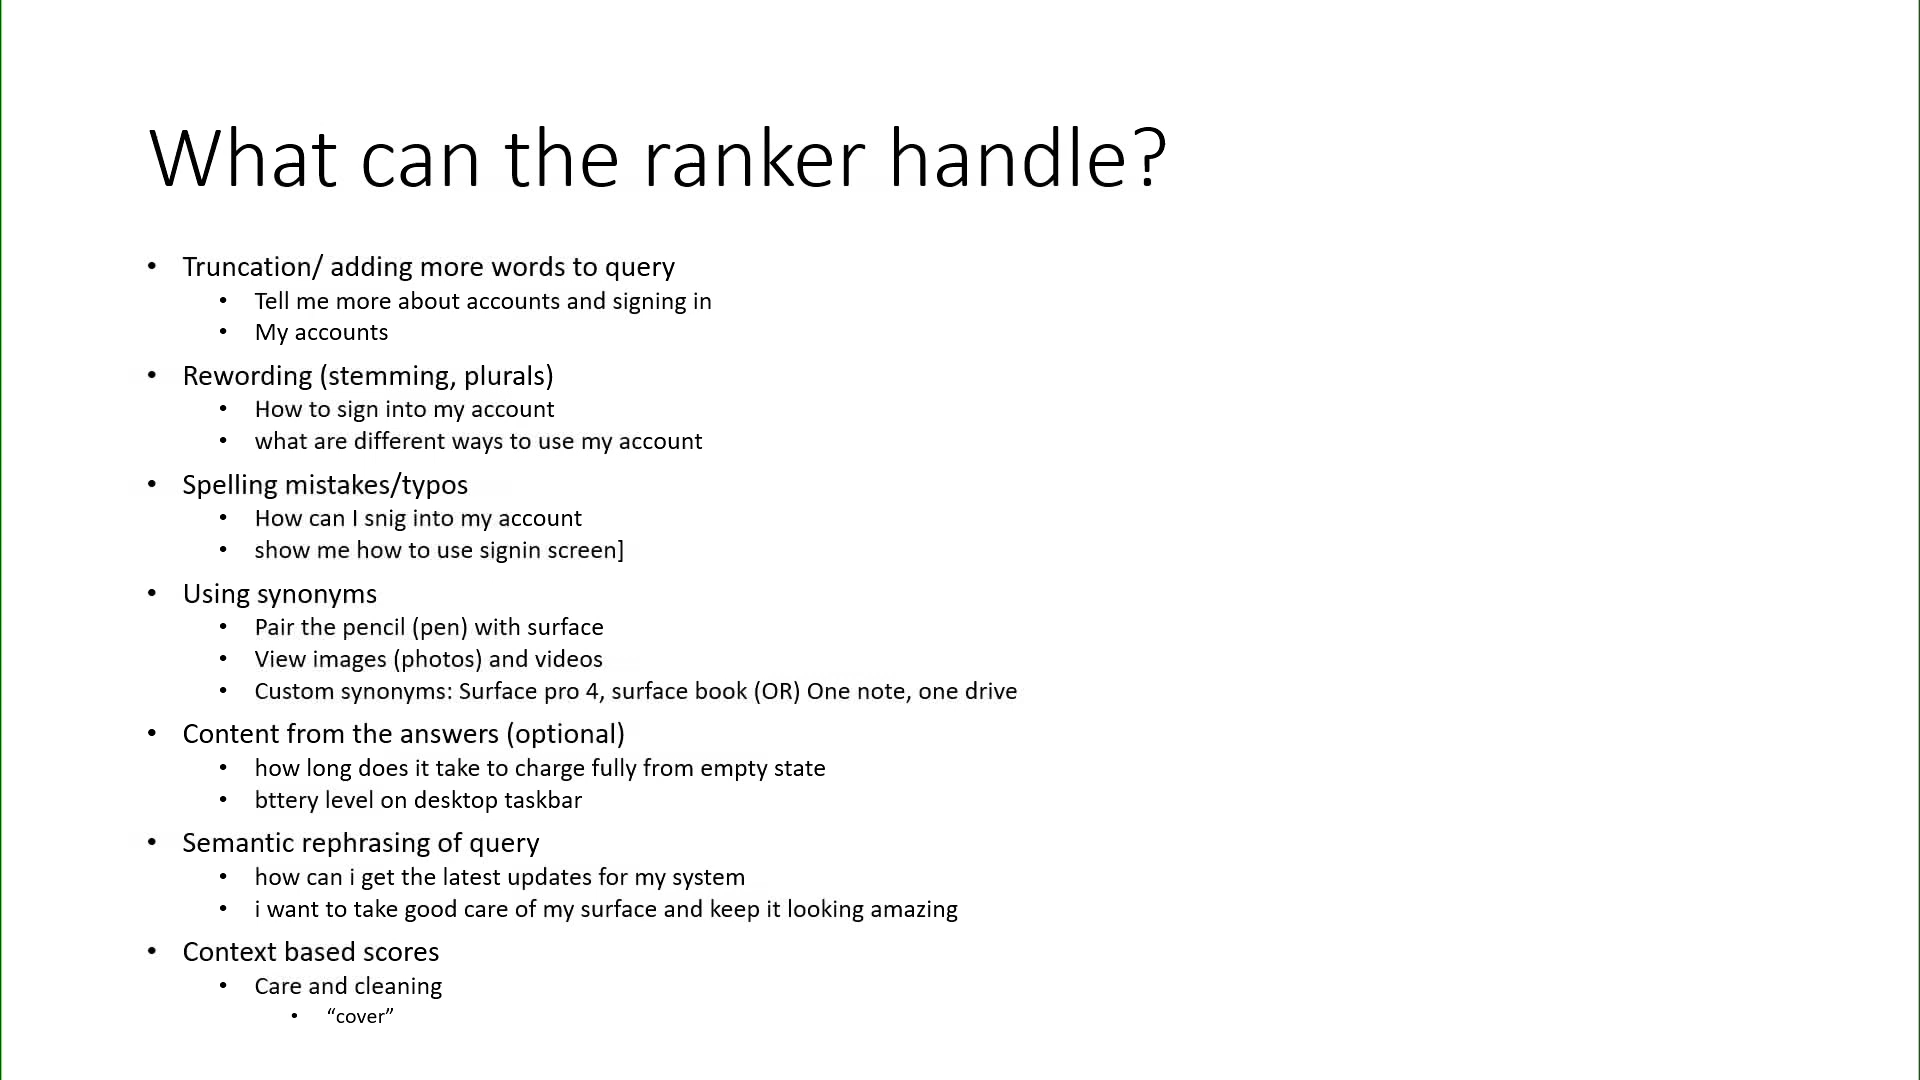 What can the ranker handle?
• Truncation/ adding more words to query
• Tell me more about accounts and signing in
• My accounts
• Rewording (stemming, plurals)
• How to sign into my account
• what are different ways to use my account
• Spelling mistakes/typos
• How can I snig into my account
• show me how to use signin screen]
• Using synonyms
• Pair the pencil (pen) with surface
• View images (photos) and videos
• Custom synonyms: Surface pro 4, surface book (OR) One note, one drive
• Content from the answers (optional)
• how long does it take to charge fully from empty state
• bttery level on desktop taskbar
• Semantic rephrasing of query
• how can i get the latest updates for my system
• i want to take good care of my surface and keep it looking amazing
• Context based scores
• Care and cleaning
• “cover”